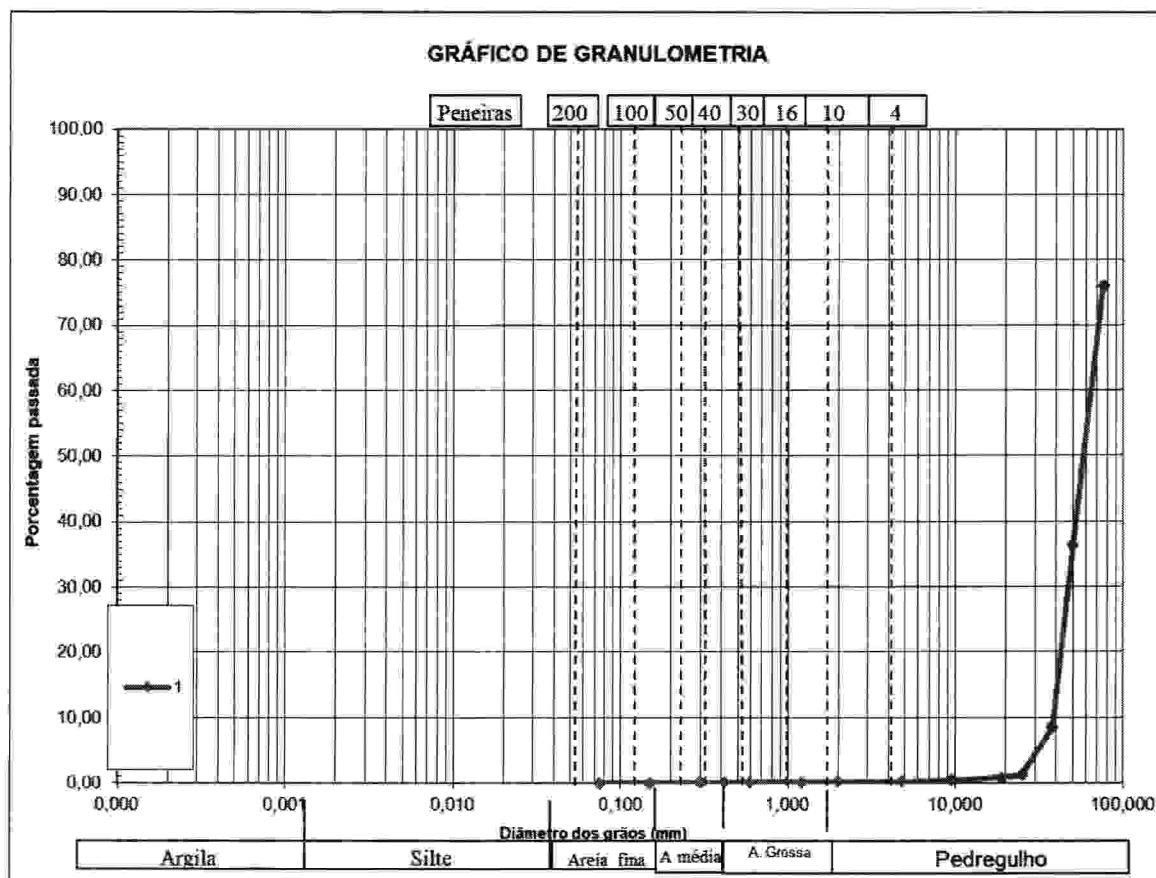 GRÁFICO DE GRANULOMETRIA
Peneiras 200 100 50 40 30 16 10 4
100,00
90,00
80,00
70,00
60,00
50,00
40,00
30,00
20,00
10,00
0,00
Porcentagem passada
1
0,000 0,001 0,010 0,100 1,000 10,000 100,000
Diâmetro dos grãos (mm)
Argila Silte Areia fina A média A. Grossa Pedregulho